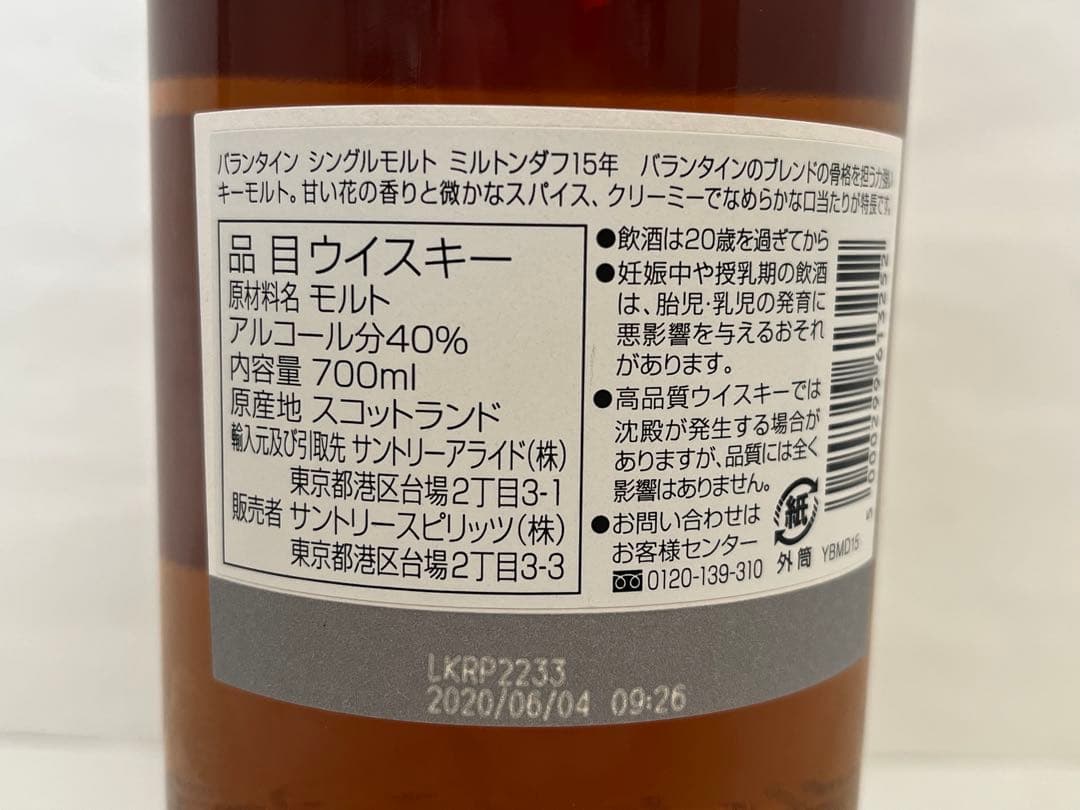 バランタイン シングルモルト ミルトンダフ15年　バランタインのブレンドの骨格を担う力強い
キーモルト。甘い花の香りと微かなスパイス、クリーミーでなめらかな口当たりが特長です。
品 目 ウイスキー
原材料名 モルト
アルコール分40%
内容量 700ml
原産地 スコットランド
輸入元及び引取先 サントリーアライド(株)
東京都港区台場2丁目3-1
販売者 サントリースピリッツ(株)
東京都港区台場2丁目3-3
●飲酒は20歳を過ぎてから
●妊娠中や授乳期の飲酒
は、胎児・乳児の発育に
悪影響を与えるおそれ
があります。
●高品質ウイスキーでは
沈殿が発生する場合が
ありますが、品質には全く
影響はありません。
●お問い合わせは
お客様センター
0120-139-310
紙
外筒
YBMD15
5 000299 613252
LKRP2233
2020/06/04 09:26